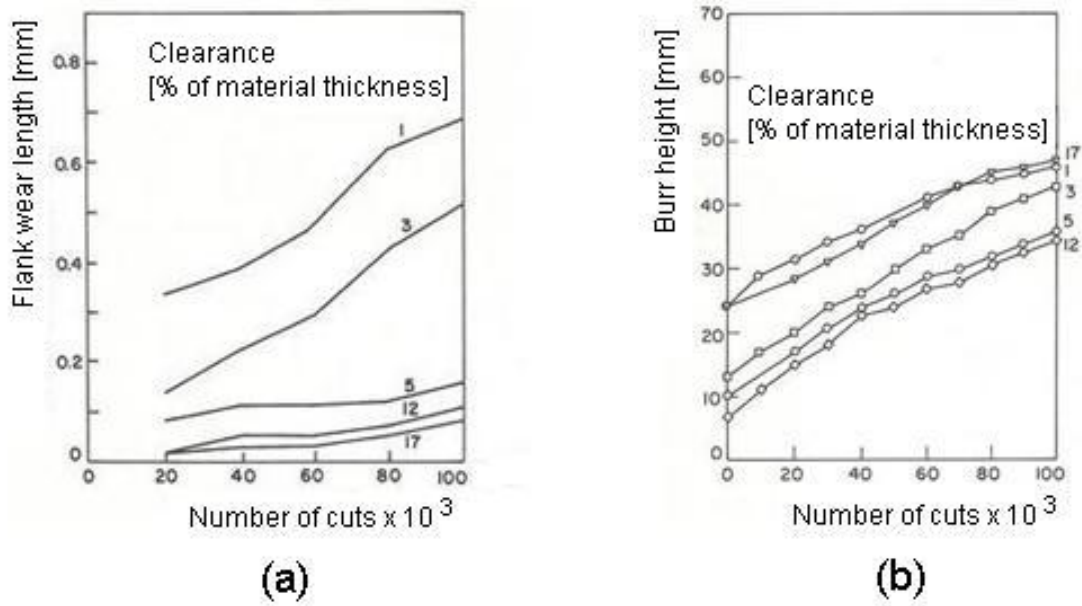 Flank wear length [mm]
0.8
0.6
0.4
0.2
0
Clearance
[% of material thickness]
1
3
5
12
17
0 20 40 60 80 100
Number of cuts x 10 3
(a)
Burr height [mm]
70
60
50
40
30
20
10
0
Clearance
[% of material thickness]
17
1
3
5
12
0 20 40 60 80 100
Number of cuts x 10 3
(b)